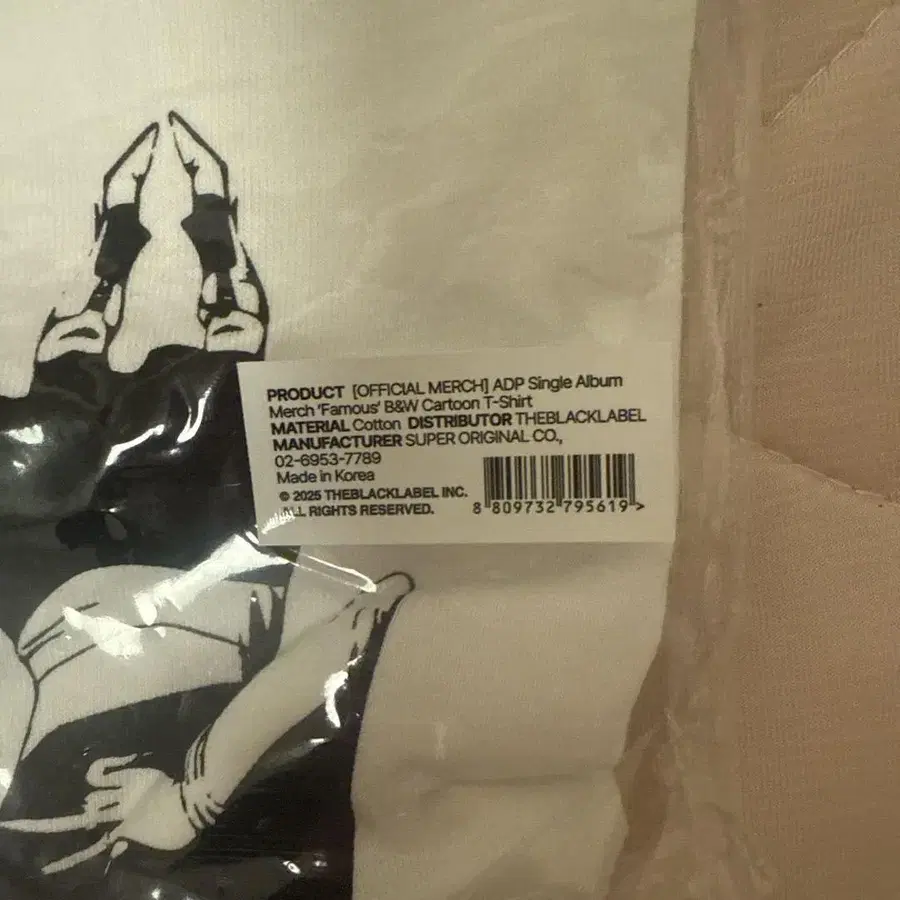 PRODUCT [OFFICIAL MERCH] ADP Single Album
Merch 'Famous' B&W Cartoon T-Shirt
MATERIAL Cotton DISTRIBUTOR THEBLACKLABEL
MANUFACTURER SUPER ORIGINAL CO.,
02-6953-7789
Made in Korea
© 2025 THEBLACKLABEL INC.
ALL RIGHTS RESERVED.
8 809732 795619 >